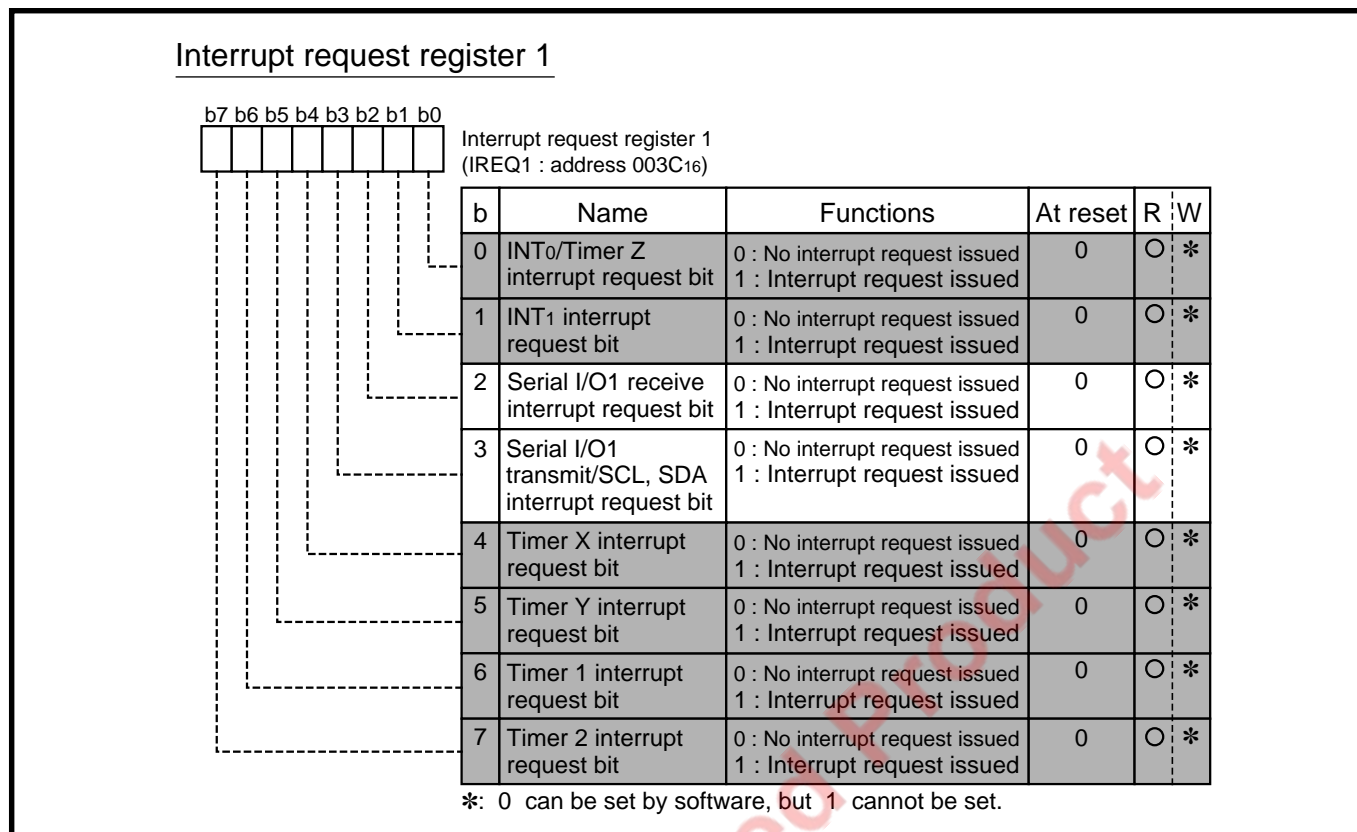 Interrupt request register 1
b7 b6 b5 b4 b3 b2 b1 b0
Interrupt request register 1
(IREQ1 : address 003C16)
b Name Functions At reset R W
0 INT0/Timer Z interrupt request bit 0 : No interrupt request issued 1 : Interrupt request issued 0 O *
1 INT1 interrupt request bit 0 : No interrupt request issued 1 : Interrupt request issued 0 O *
2 Serial I/O1 receive interrupt request bit 0 : No interrupt request issued 1 : Interrupt request issued 0 O *
3 Serial I/O1 transmit/SCL, SDA interrupt request bit 0 : No interrupt request issued 1 : Interrupt request issued 0 O *
4 Timer X interrupt request bit 0 : No interrupt request issued 1 : Interrupt request issued 0 O *
5 Timer Y interrupt request bit 0 : No interrupt request issued 1 : Interrupt request issued 0 O *
6 Timer 1 interrupt request bit 0 : No interrupt request issued 1 : Interrupt request issued 0 O *
7 Timer 2 interrupt request bit 0 : No interrupt request issued 1 : Interrupt request issued 0 O *
*: 0 can be set by software, but 1 cannot be set.
d Product